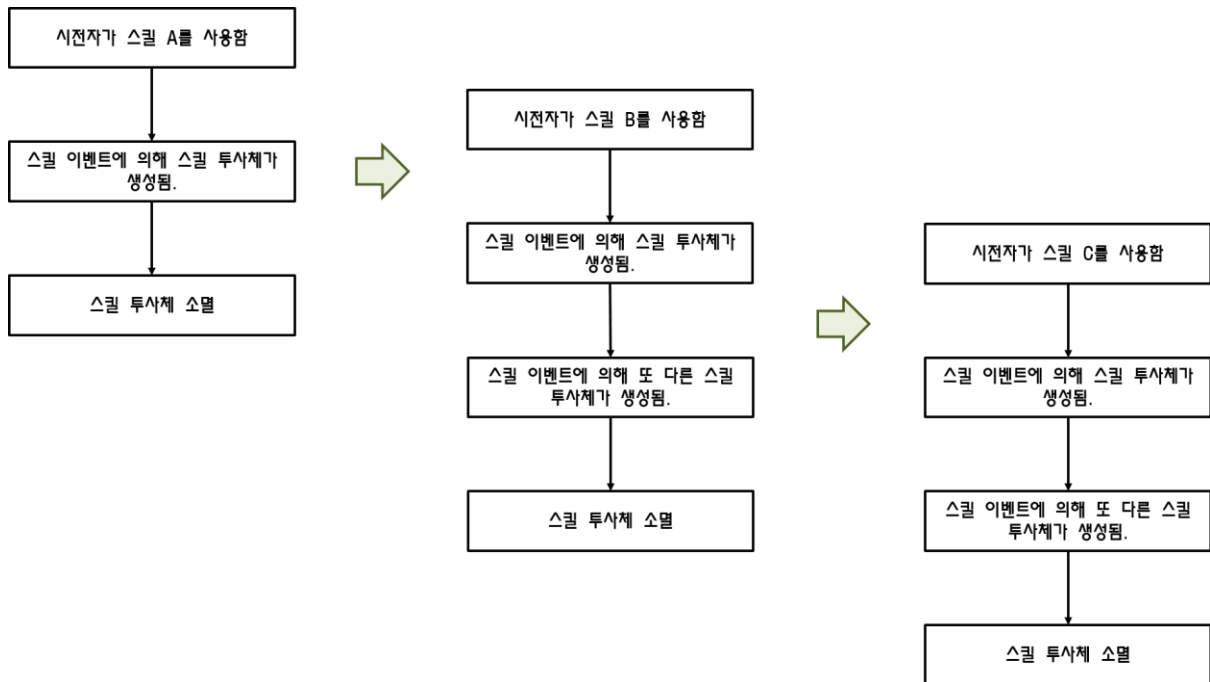 시전자가 스킬 A를 사용함
스킬 이벤트에 의해 스킬 투사체가
생성됨.
스킬 투사체 소멸
시전자가 스킬 B를 사용함
스킬 이벤트에 의해 스킬 투사체가
생성됨.
스킬 이벤트에 의해 또 다른 스킬
투사체가 생성됨.
스킬 투사체 소멸
시전자가 스킬 C를 사용함
스킬 이벤트에 의해 스킬 투사체가
생성됨.
스킬 이벤트에 의해 또 다른 스킬
투사체가 생성됨.
스킬 투사체 소멸